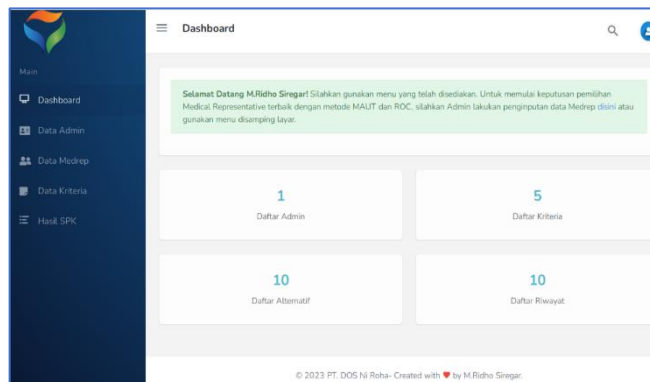 Dashboard
Main
Dashboard
Data Admin
Data Medrep
Data Kriteria
Hasil SPK
Selamat Datang M.Ridho Siregar! Silahkan gunakan menu yang telah disediakan. Untuk memulai keputusan pemilihan
Medical Representative terbaik dengan metode MAUT dan ROC, silahkan Admin lakukan penginputan data Medrep disini atau
gunakan menu disamping layar.
1
Daftar Admin
5
Daftar Kriteria
10
Daftar Alternatif
10
Daftar Riwayat
© 2023 PT. DOS Ni Roha- Created with ❤ by M.Ridho Siregar.